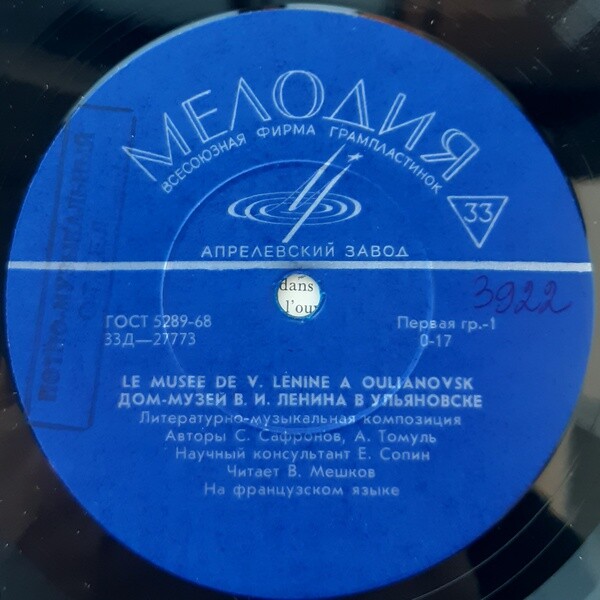 МЕЛОДИЯ
ВСЕСОЮЗНАЯ ФИРМА ГРАМПЛАСТИНОК
33
АПРЕЛЕВСКИЙ ЗАВОД
dans
l'ou
3922
ГОСТ 5289-68
Первая гр.-1
33Д—27773
0-17
LE MUSEE DE V. LÉNINE A OULIANOVSK
ДОМ-МУЗЕЙ В. И. ЛЕНИНА В УЛЬЯНОВСКЕ
Литературно-музыкальная композиция
Авторы С. Сафронов, А. Томуль
Научный консультант Е. Сопин
Читает В. Мешков
На французском языке